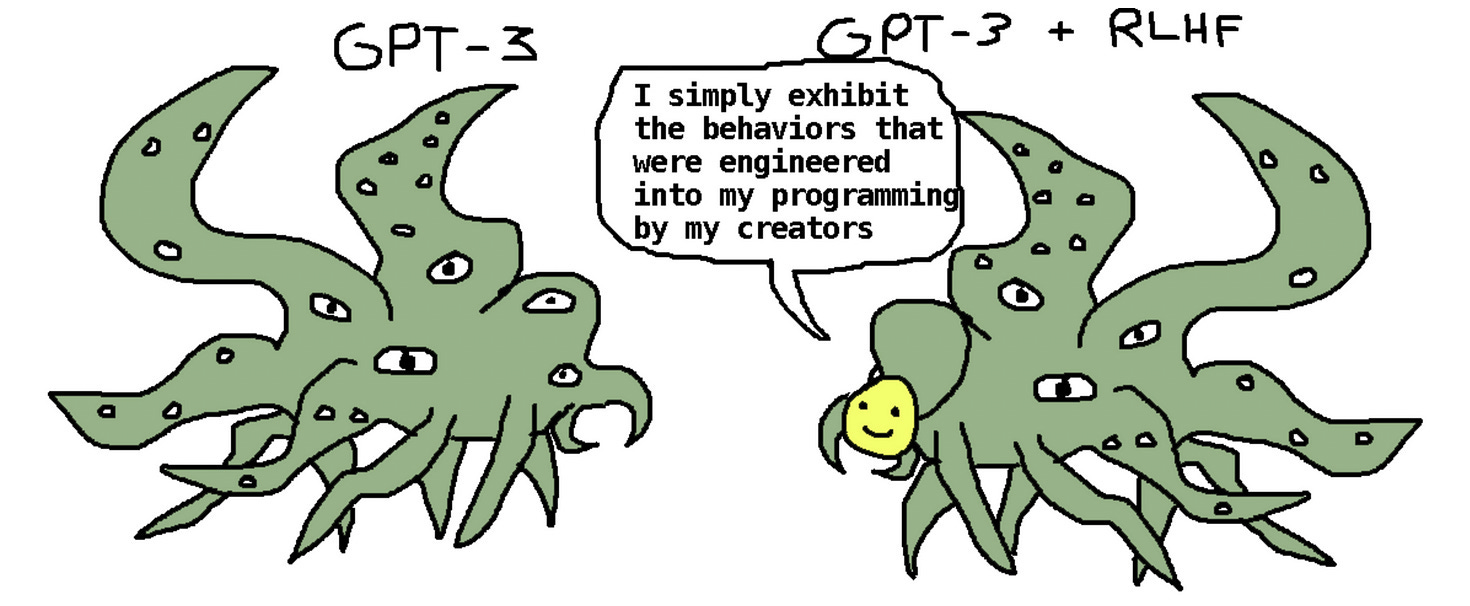 GPT-3
GPT-3 + RLHF
I simply exhibit
the behaviors that
were engineered
into my programming
by my creators